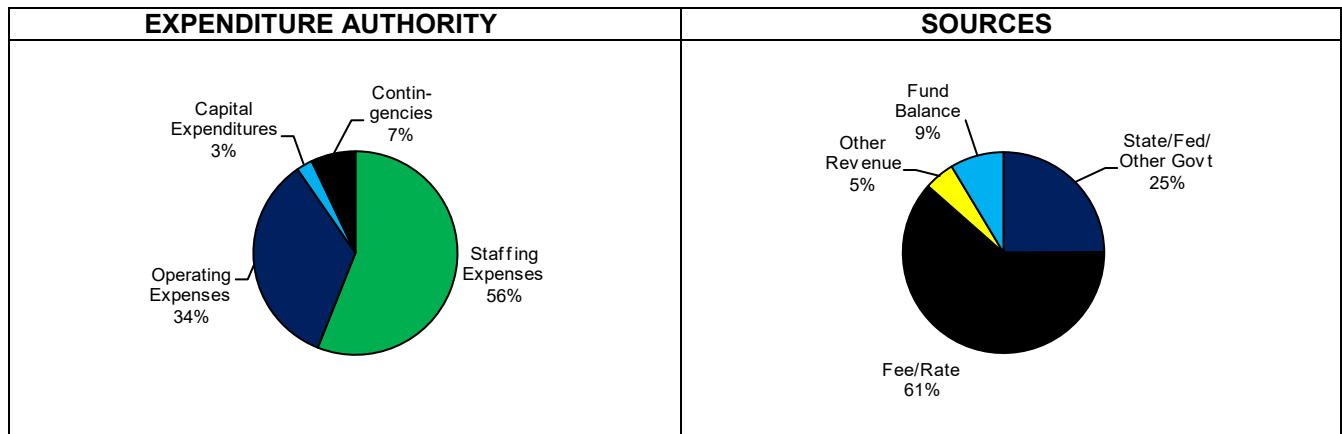 EXPENDITURE AUTHORITY
Contin-
gencies
7%
Capital
Expenditures
3%
Operating
Expenses
34%
Staffing
Expenses
56%
SOURCES
Fund
Balance
9%
Other
Revenue
5%
State/Fed/
Other Govt
25%
Fee/Rate
61%